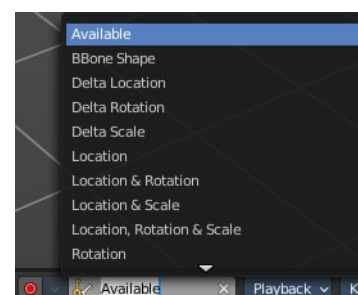 Available
BBone Shape
Delta Location
Delta Rotation
Delta Scale
Location
Location & Rotation
Location & Scale
Location, Rotation & Scale
Rotation
Available Playback